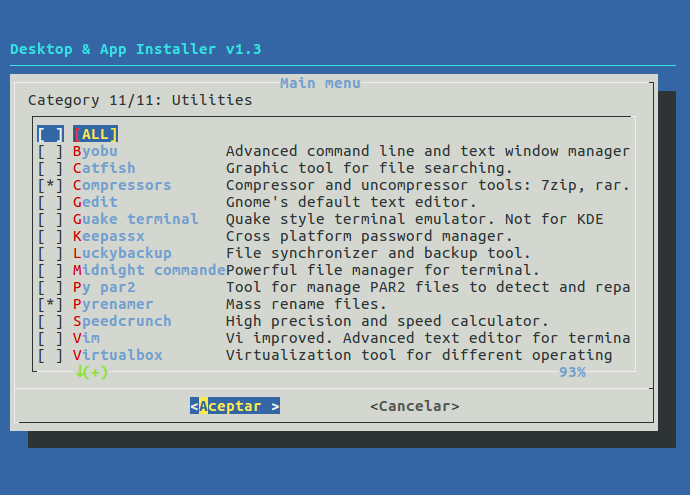 Desktop & App Installer v1.3
Main menu
Category 11/11: Utilities
[ ] [ALL]
[ ] Byobu Advanced command line and text window manager
[ ] Catfish Graphic tool for file searching.
[*] Compressors Compressor and uncompressor tools: 7zip, rar.
[ ] Gedit Gnome's default text editor.
[ ] Guake terminal Quake style terminal emulator. Not for KDE
[ ] Keepassx Cross platform password manager.
[ ] Luckybackup File synchronizer and backup tool.
[ ] Midnight commandePowerful file manager for terminal.
[ ] Py par2 Tool for manage PAR2 files to detect and repa
[*] Pyrenamer Mass rename files.
[ ] Speedcrunch High precision and speed calculator.
[ ] Vim Vi improved. Advanced text editor for termina
[ ] Virtualbox Virtualization tool for different operating
↓(+) 93%
<Aceptar > <Cancelar>